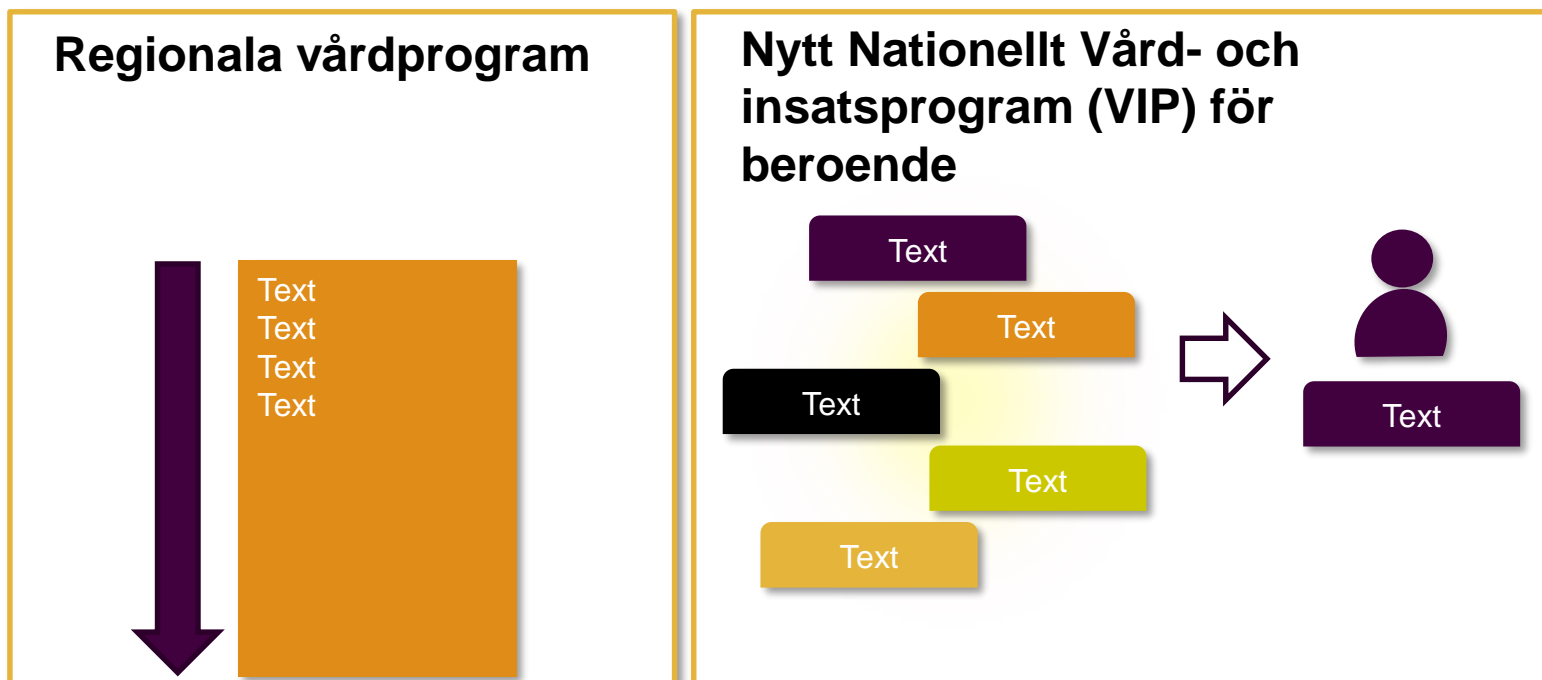 Regionala vårdprogram
Text
Text
Text
Text
Nytt Nationellt Vård- och
insatsprogram (VIP) för
beroende
Text
Text
Text
Text
Text
Text